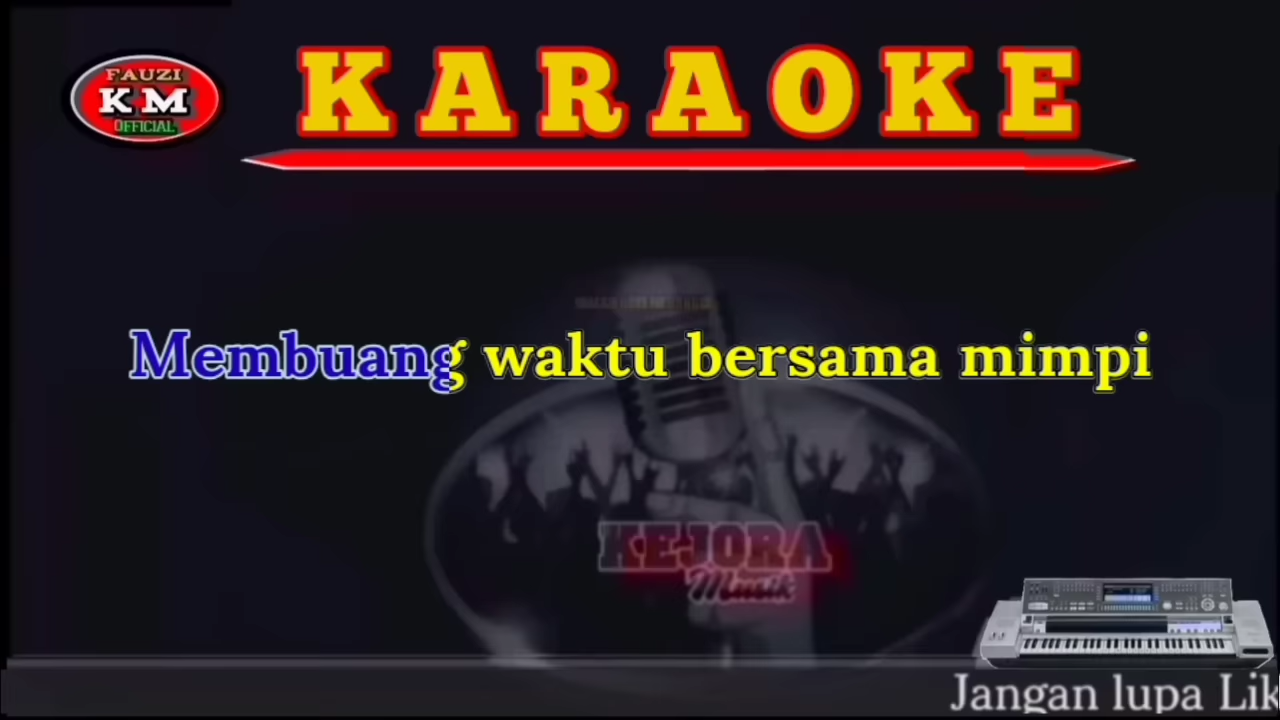 FAUZI
KM
OFFICIAL
KARAOKE
Membuang waktu bersama mimpi
KEJORA
Musik
Jangan lupa Lik